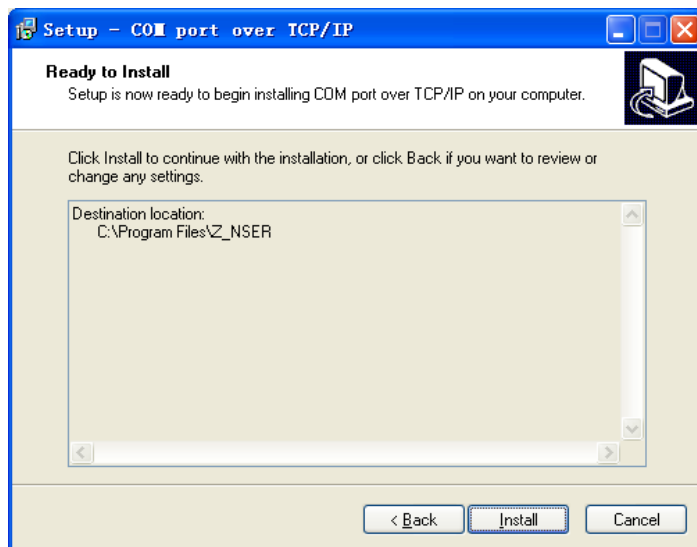 Setup - COM port over TCP/IP
Ready to Install
Setup is now ready to begin installing COM port over TCP/IP on your computer.
Click Install to continue with the installation, or click Back if you want to review or
change any settings.
Destination location:
C:\Program Files\Z_NSER
< Back
Install
Cancel